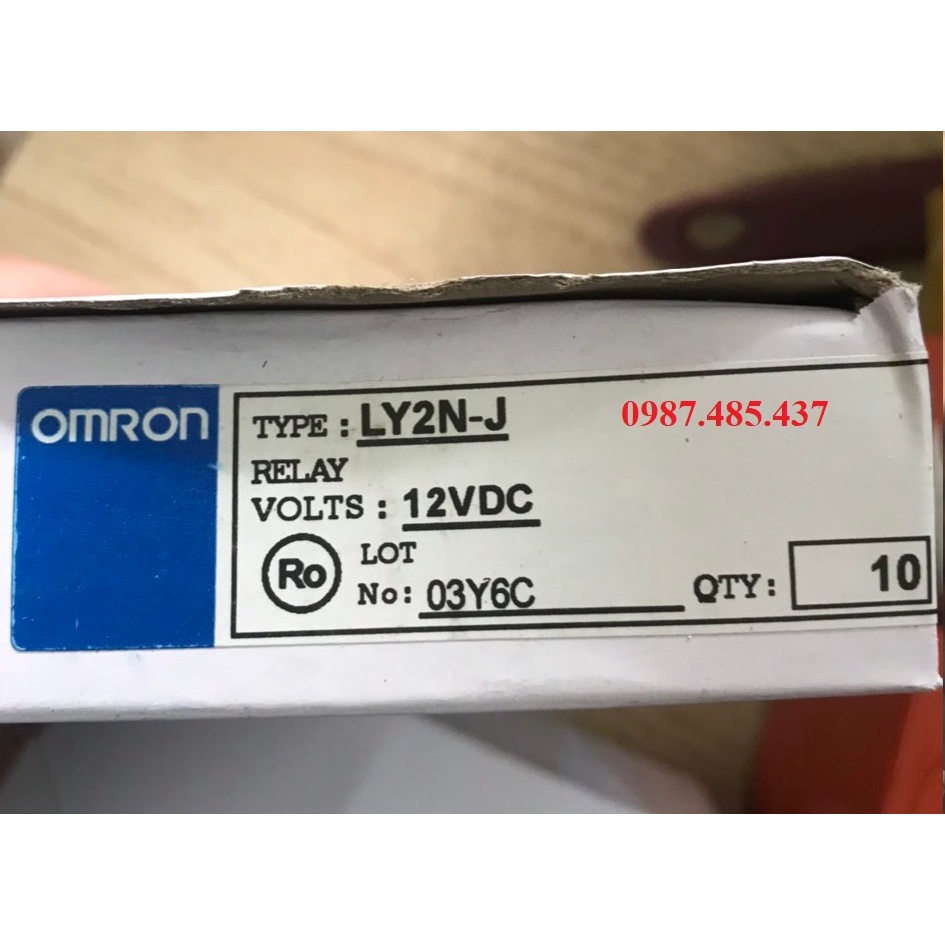 OMRON
TYPE : LY2N-J
0987.485.437
RELAY
VOLTS : 12VDC
Ro
LOT
No: 03Y6C
QTY: 10